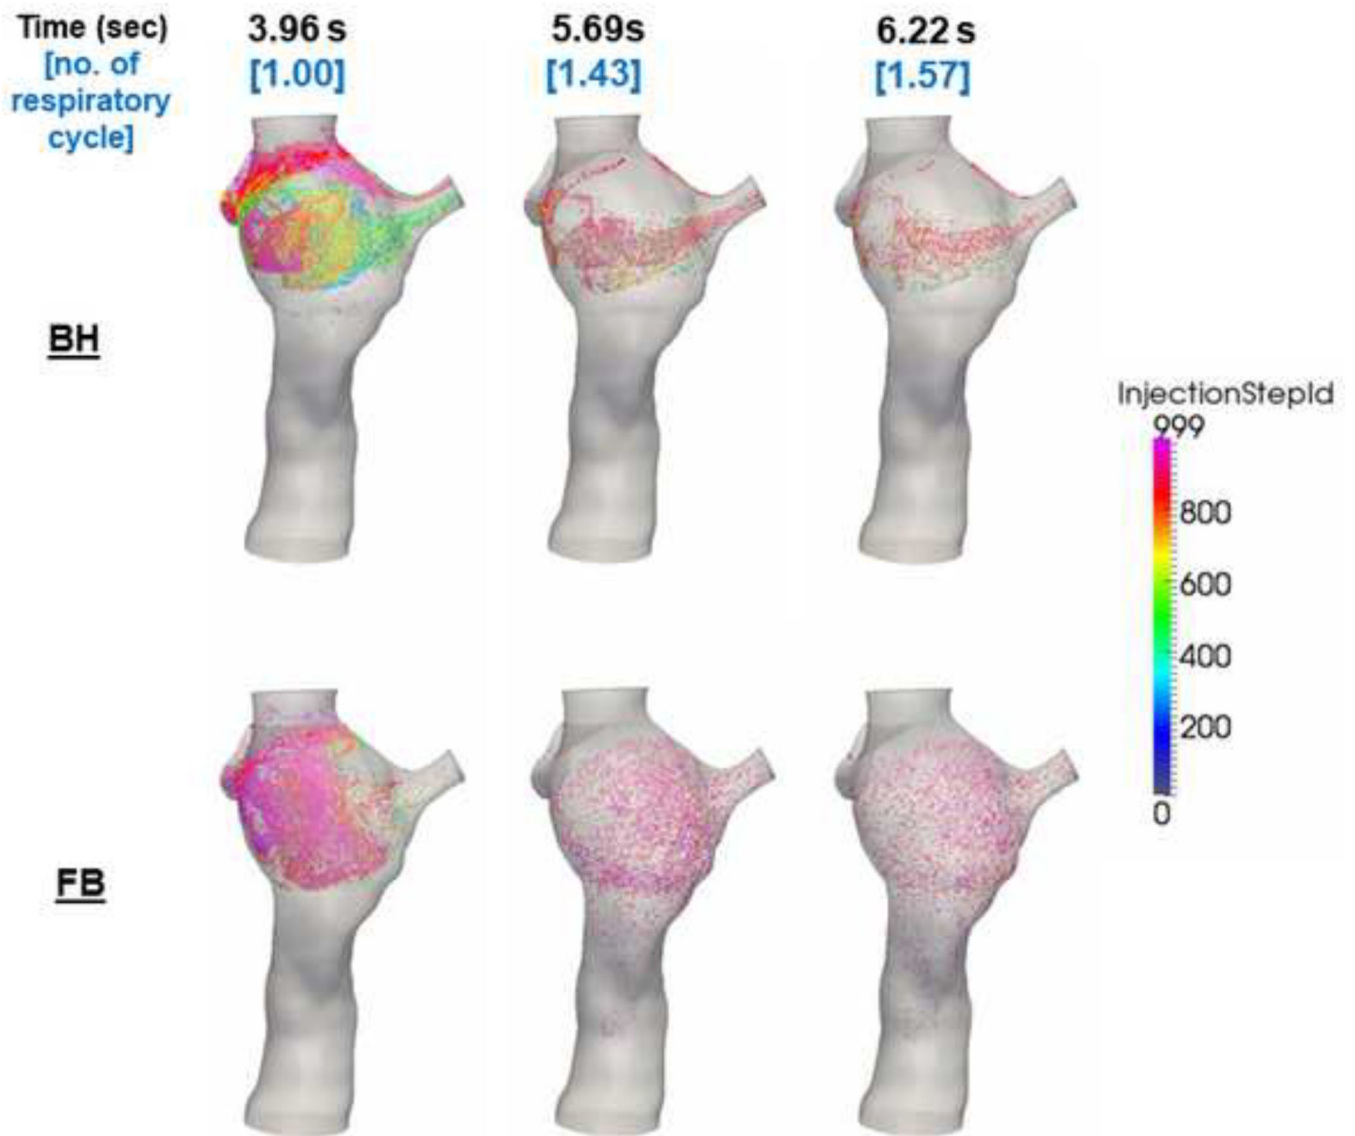 Time (sec)
3.96 s
5.69s
6.22 s
[no. of
respiratory
cycle]
[1.00]
[1.43]
[1.57]
BH
InjectionStepId
999
800
600
400
200
0
FB